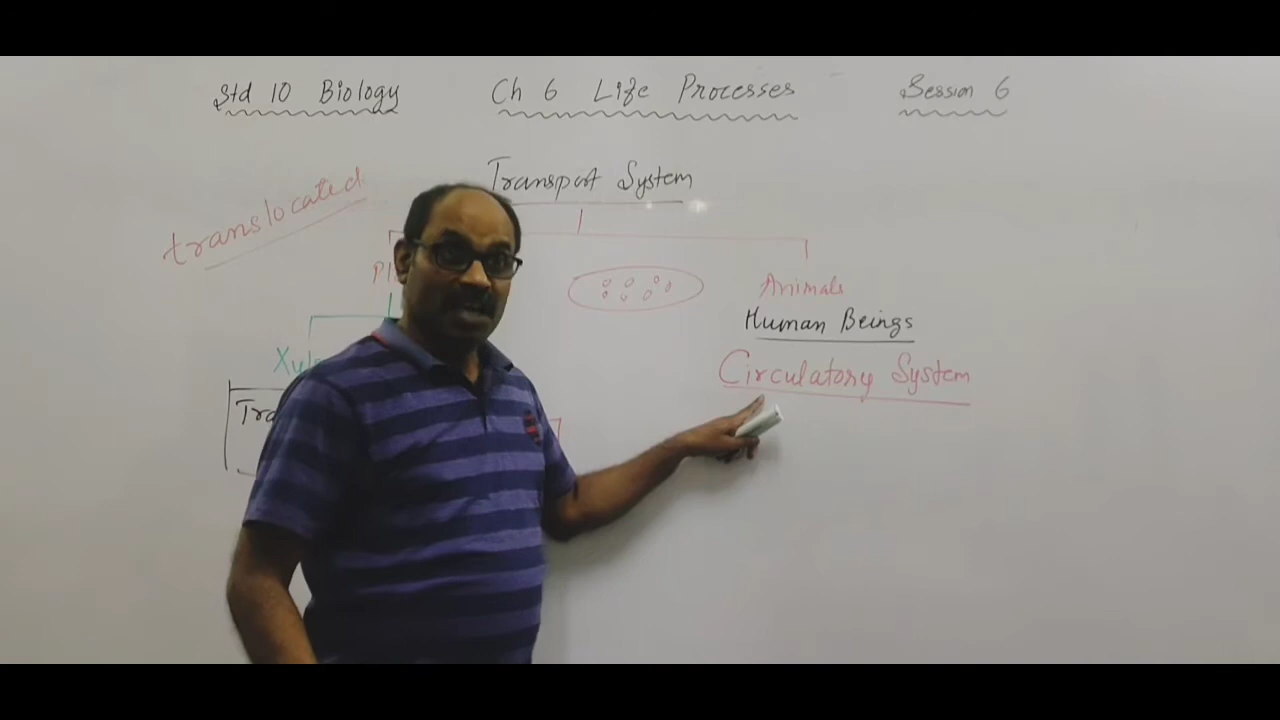 Std 10 Biology
Ch 6 Life Processes
Session 6
Transport System
translocated
Animals
Human Beings
Circulatory System